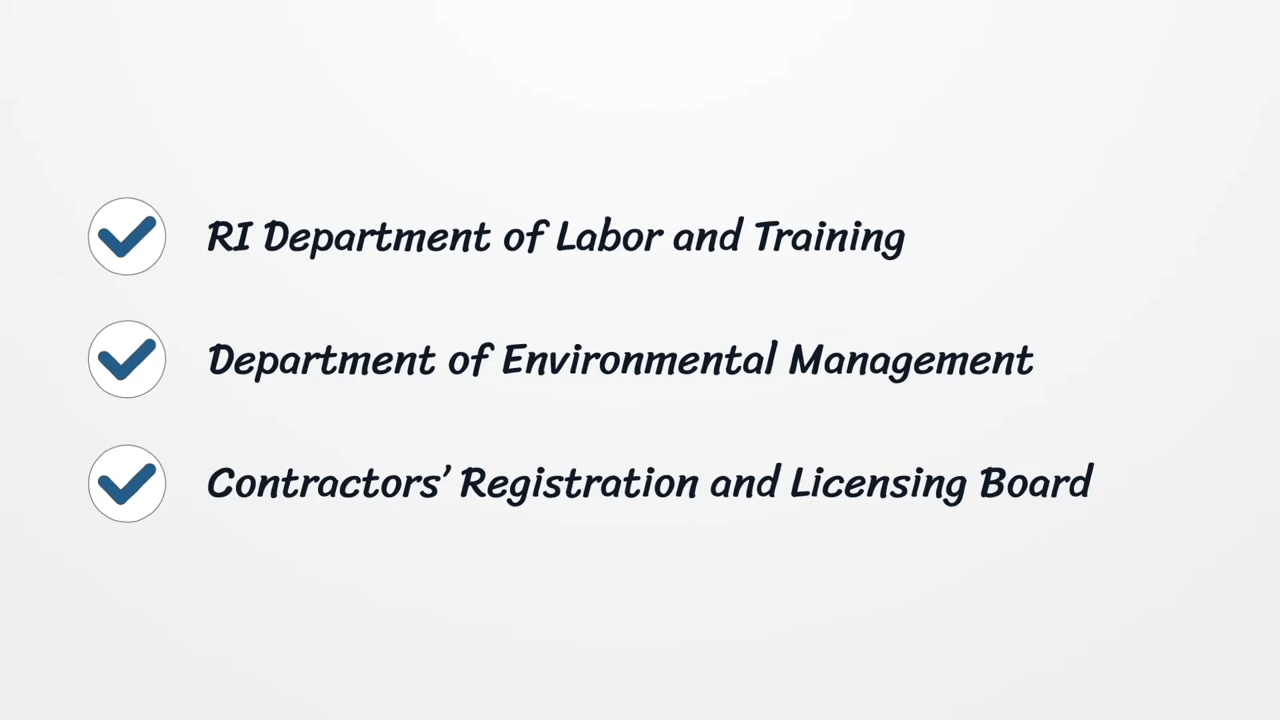 RI Department of Labor and Training
Department of Environmental Management
Contractors’ Registration and Licensing Board